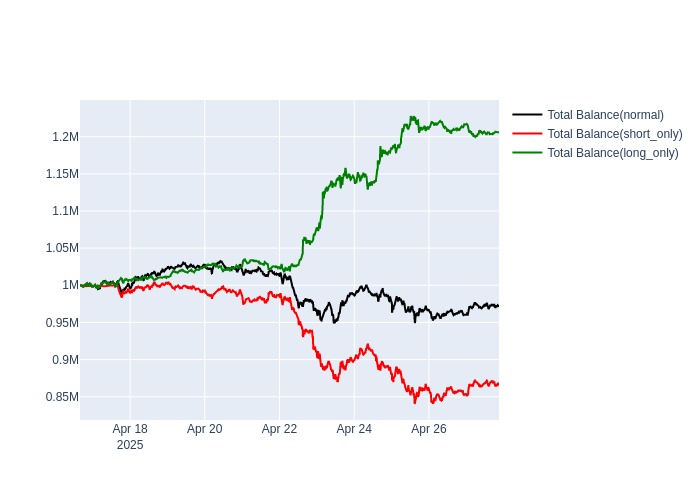 Total Balance(normal)
Total Balance(short_only)
Total Balance(long_only)
1.2M
1.15M
1.1M
1.05M
1M
0.95M
0.9M
0.85M
Apr 18
2025
Apr 20
Apr 22
Apr 24
Apr 26